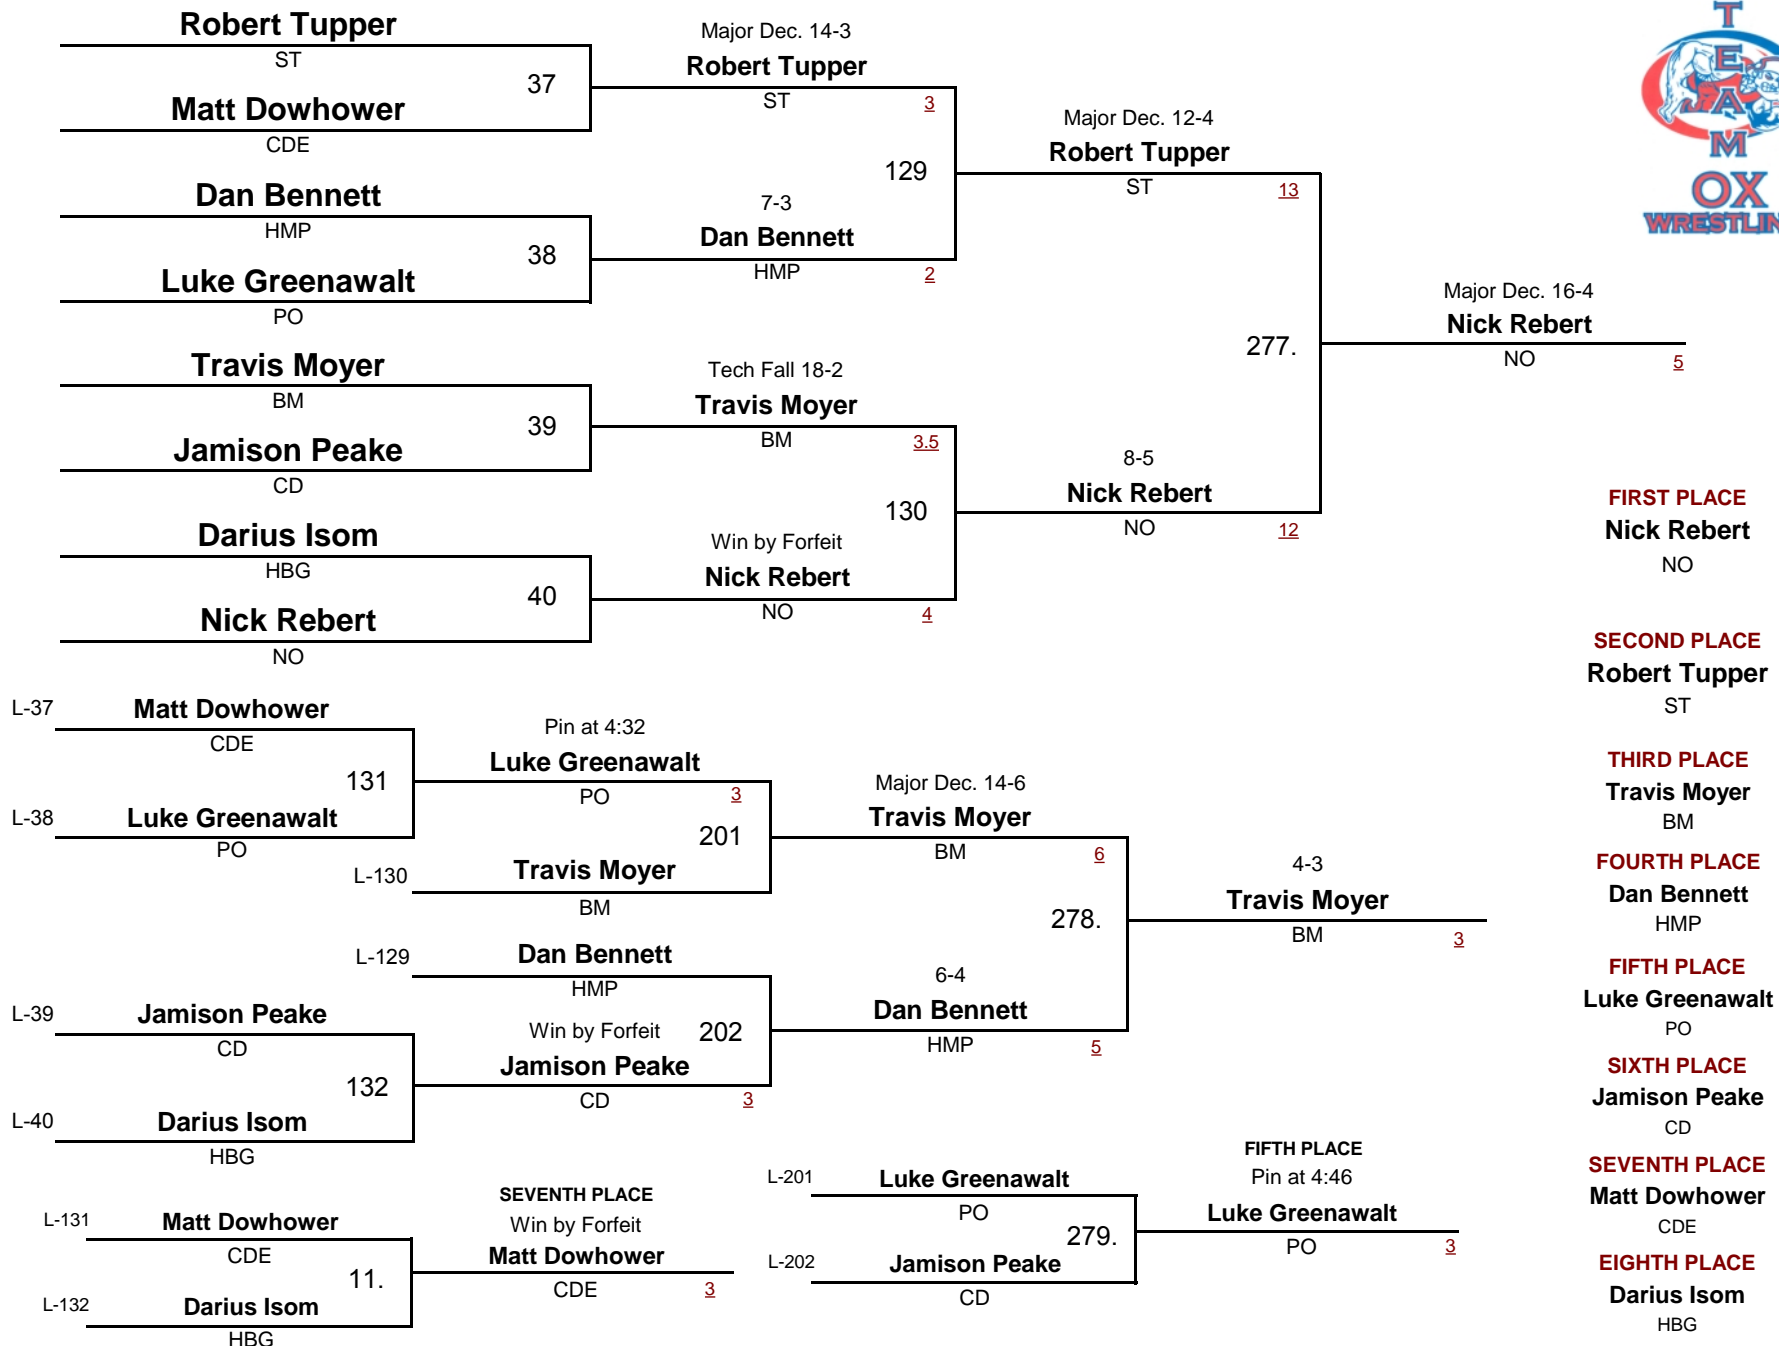 Robert Tupper
ST
37
Matt Dowhower
CDE
Dan Bennett
HMP
38
Luke Greenawalt
PO
Travis Moyer
BM
39
Jamison Peake
CD
Darius Isom
HBG
40
Nick Rebert
NO
Major Dec. 14-3
Robert Tupper
ST 3
129
7-3
Dan Bennett
HMP 2
Tech Fall 18-2
Travis Moyer
BM 3.5
130
Win by Forfeit
Nick Rebert
NO 4
Major Dec. 12-4
Robert Tupper
ST 13
277.
8-5
Nick Rebert
NO 12
Major Dec. 16-4
Nick Rebert
NO 5
TEAM
OX
L-37 Matt Dowhower
CDE
131
L-38 Luke Greenawalt
PO
L-39 Jamison Peake
CD
132
L-40 Darius Isom
HBG
Pin at 4:32
Luke Greenawalt
PO 3
201
L-130 Travis Moyer
BM
L-129 Dan Bennett
HMP
Win by Forfeit 202
Jamison Peake
CD 3
Major Dec. 14-6
Travis Moyer
BM 6
278.
6-4
Dan Bennett
HMP 5
4-3
Travis Moyer
BM 3
L-131 Matt Dowhower
CDE
11.
L-132 Darius Isom
HBG
SEVENTH PLACE
Win by Forfeit
Matt Dowhower
CDE 3
L-201 Luke Greenawalt
PO
279.
L-202 Jamison Peake
CD
FIFTH PLACE
Pin at 4:46
Luke Greenawalt
PO 3
FIRST PLACE
Nick Rebert
NO
SECOND PLACE
Robert Tupper
ST
THIRD PLACE
Travis Moyer
BM
FOURTH PLACE
Dan Bennett
HMP
FIFTH PLACE
Luke Greenawalt
PO
SIXTH PLACE
Jamison Peake
CD
SEVENTH PLACE
Matt Dowhower
CDE
EIGHTH PLACE
Darius Isom
HBG